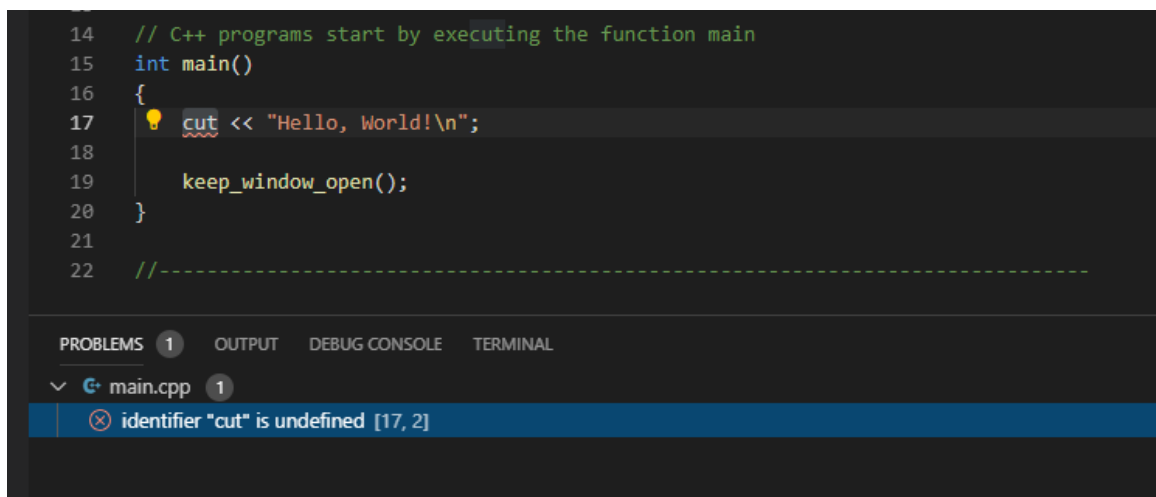 14 // C++ programs start by executing the function main
15 int main()
16 {
17 cut << "Hello, World!\n";
18
19 keep_window_open();
20 }
21
22 //------------------------------------------------------------------------------
PROBLEMS 1 OUTPUT DEBUG CONSOLE TERMINAL
main.cpp 1
identifier "cut" is undefined [17, 2]